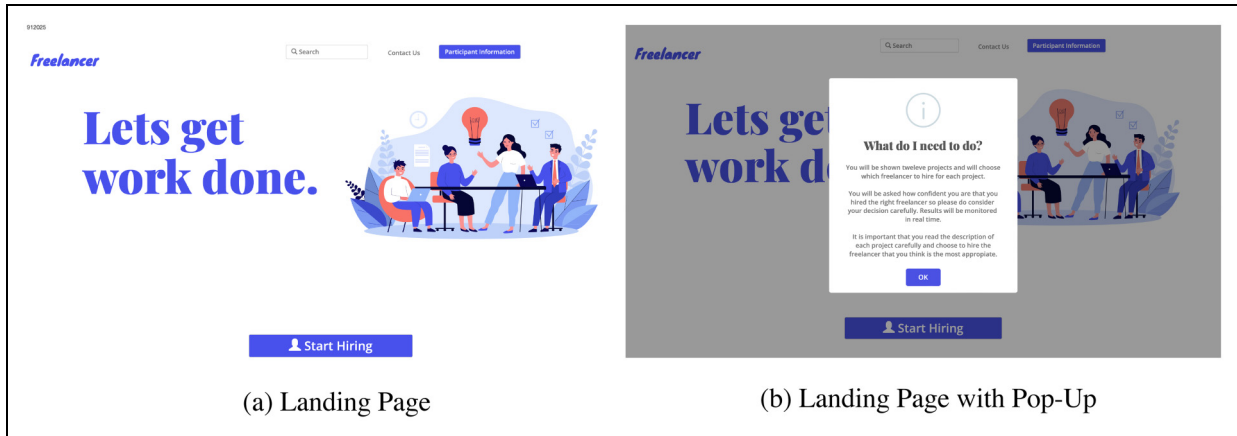 912025
Freelancer
Search
Contact Us
Participant Information
Lets get
work done.
Start Hiring
(a) Landing Page
Freelancer
Search
Contact Us
Participant Information
Lets get
work d
What do I need to do?
You will be shown tweleve projects and will choose
which freelancer to hire for each project.
You will be asked how confident you are that you
hired the right freelancer so please do consider
your decision carefully. Results will be monitored
in real time.
It is important that you read the description of
each project carefully and choose to hire the
freelancer that you think is the most appropiate.
OK
Start Hiring
(b) Landing Page with Pop-Up